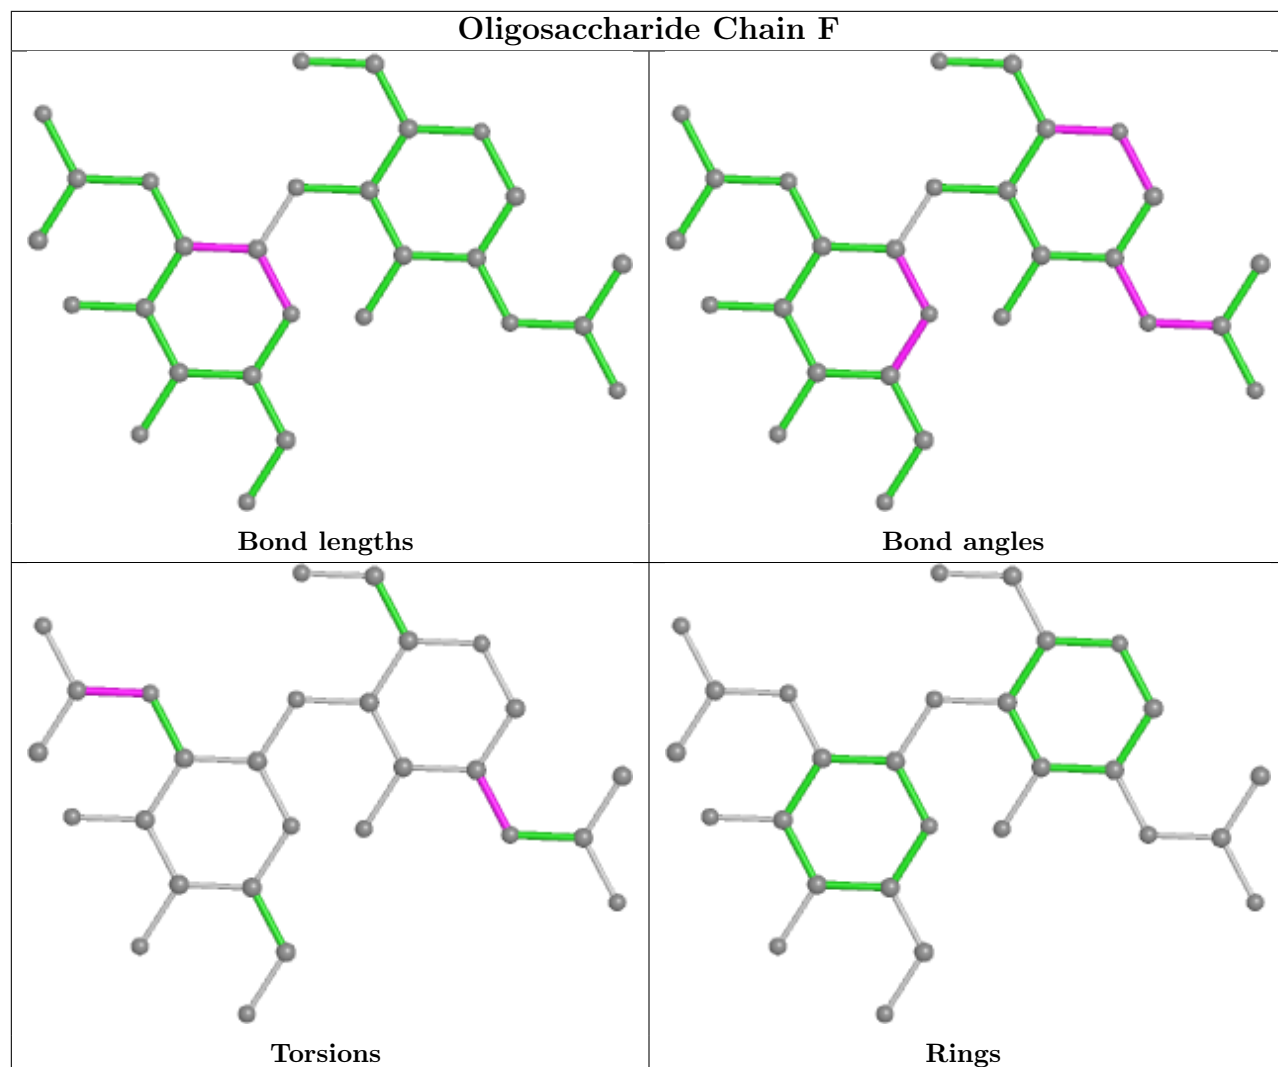 Oligosaccharide Chain F
Bond lengths
Bond angles
Torsions
Rings